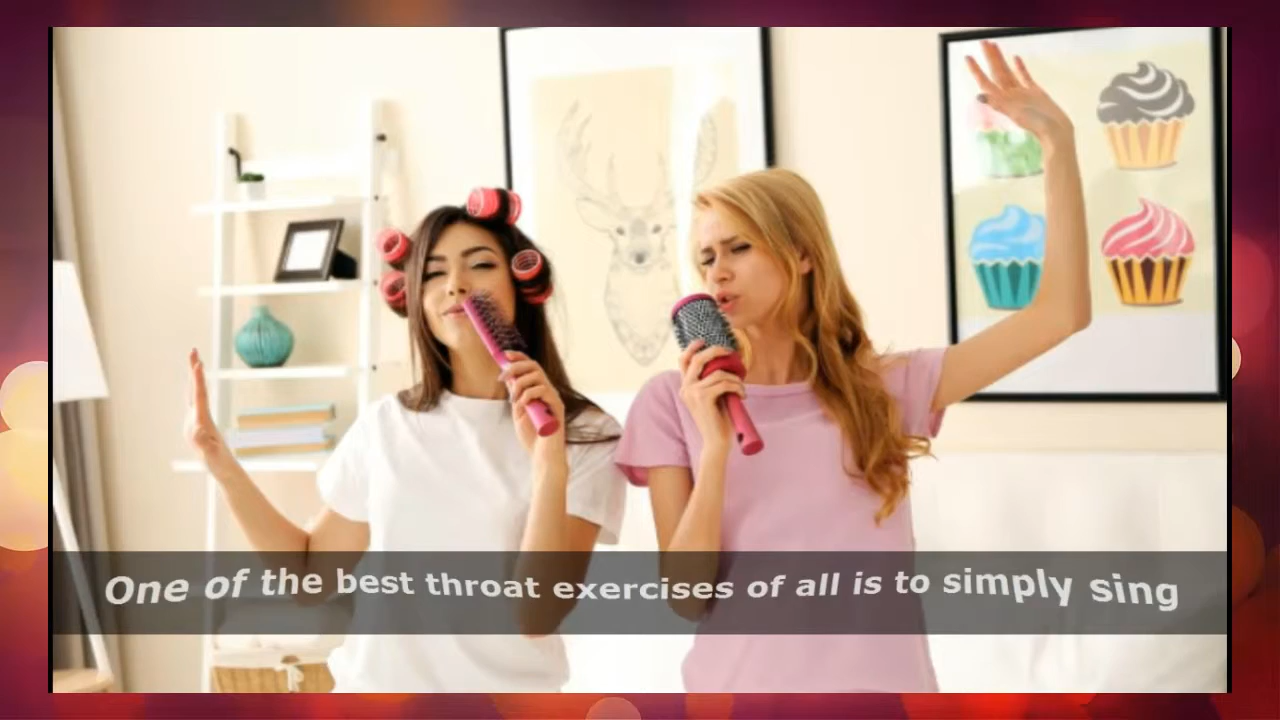 One of the best throat exercises of all is to simply sing